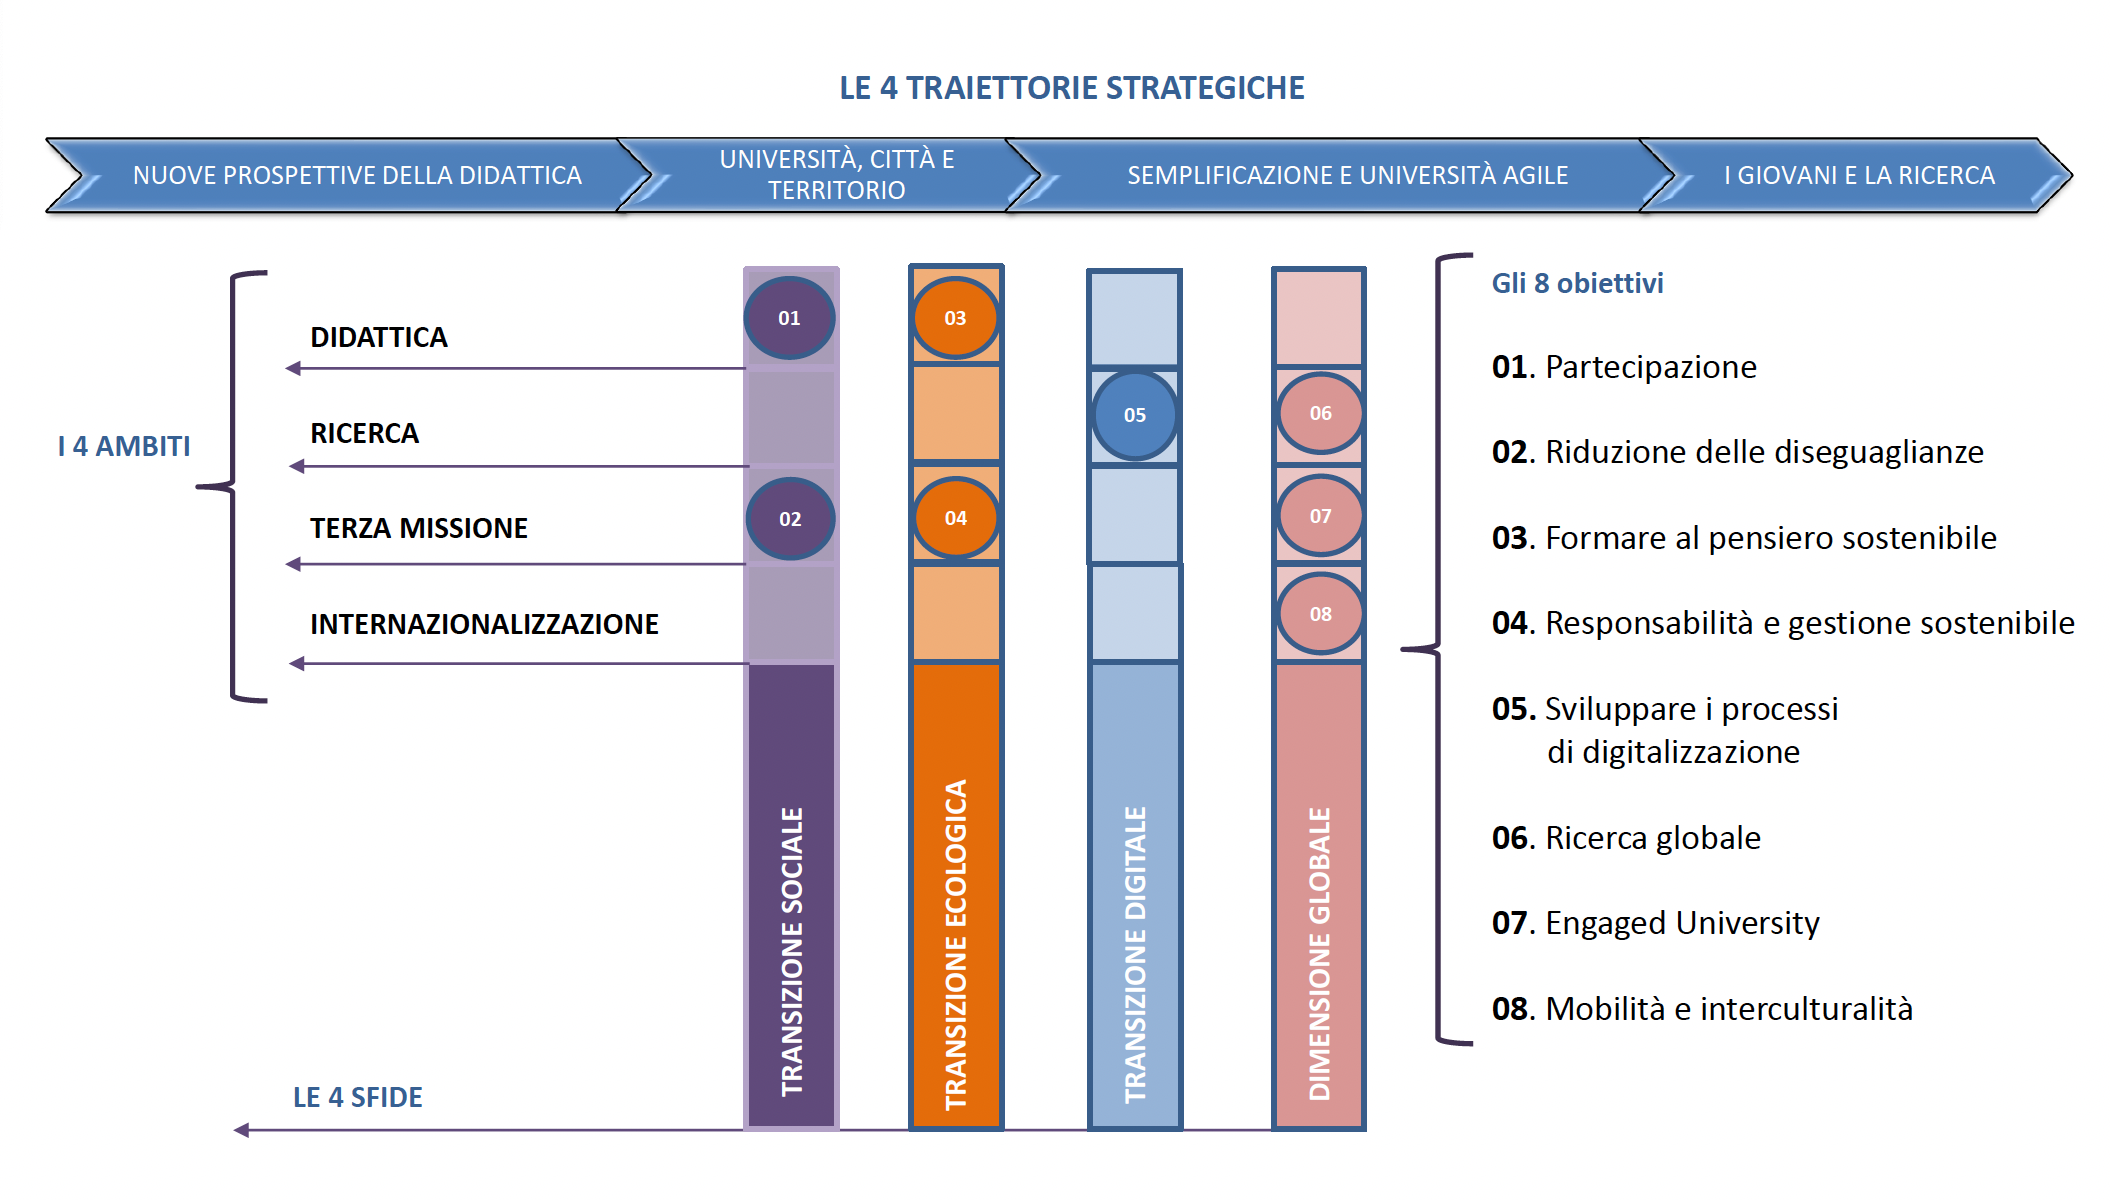 LE 4 TRAIETTORIE STRATEGICHE
NUOVE PROSPETTIVE DELLA DIDATTICA
UNIVERSITÀ, CITTÀ E
TERRITORIO
SEMPLIFICAZIONE E UNIVERSITÀ AGILE
I GIOVANI E LA RICERCA
I 4 AMBITI
DIDATTICA
RICERCA
TERZA MISSIONE
INTERNAZIONALIZZAZIONE
01
02
TRANSIZIONE SOCIALE
03
04
TRANSIZIONE ECOLOGICA
05
TRANSIZIONE DIGITALE
06
07
08
DIMENSIONE GLOBALE
LE 4 SFIDE
Gli 8 obiettivi
01. Partecipazione
02. Riduzione delle diseguaglianze
03. Formare al pensiero sostenibile
04. Responsabilità e gestione sostenibile
05. Sviluppare i processi
di digitalizzazione
06. Ricerca globale
07. Engaged University
08. Mobilità e interculturalità